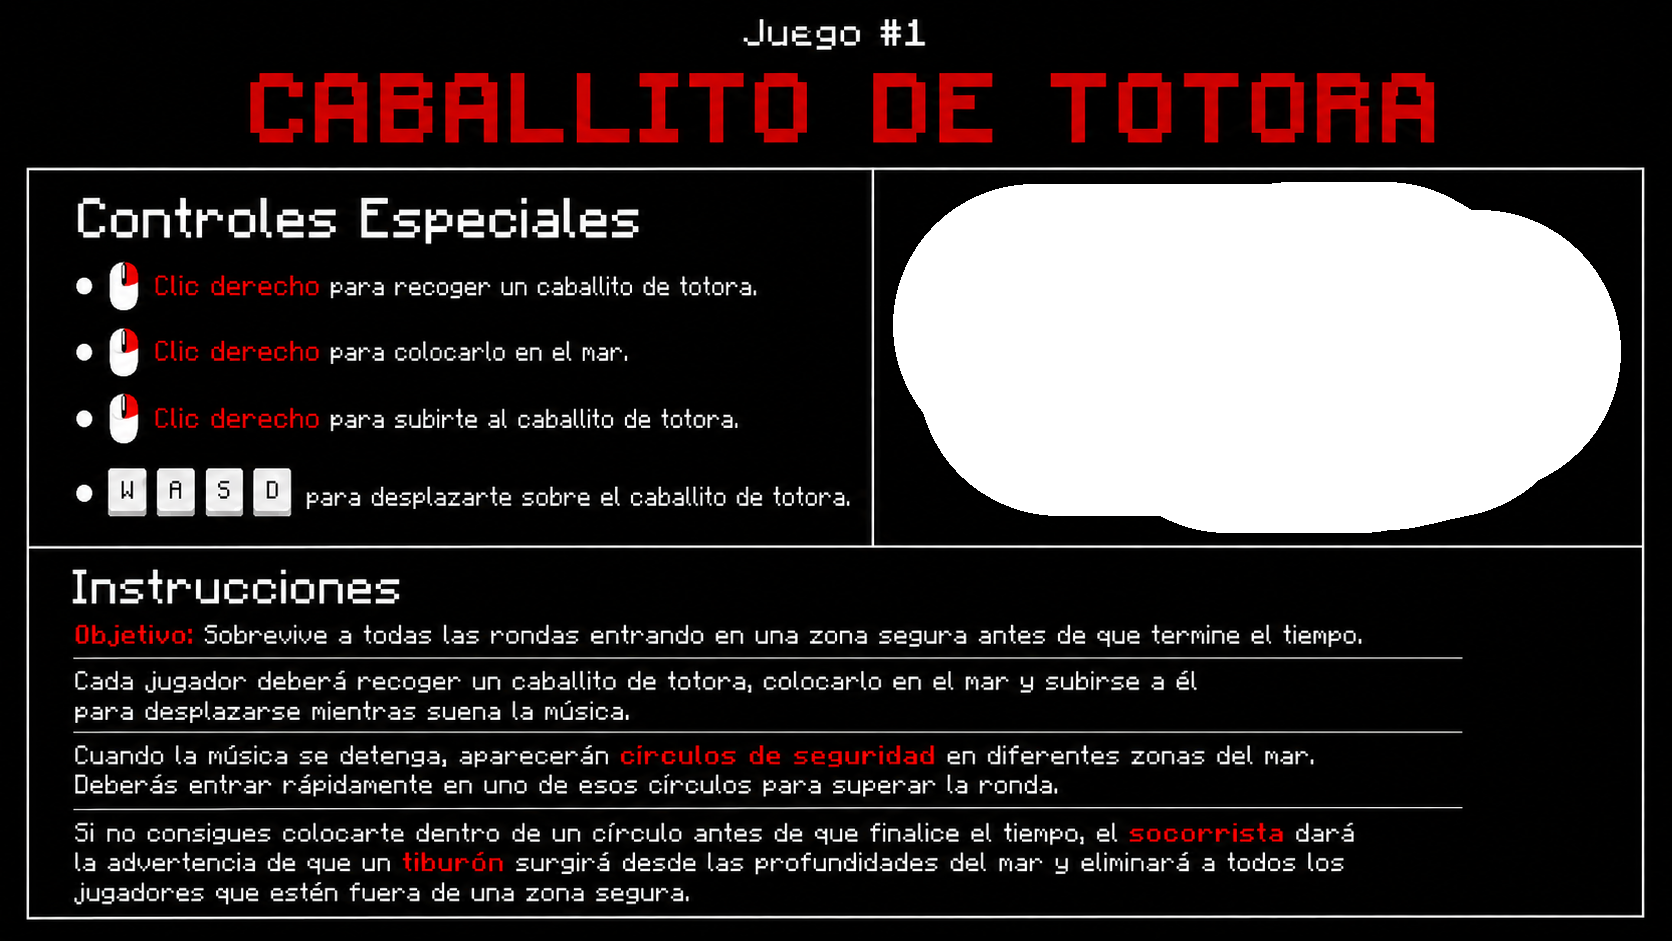 Juego #1
CABALLITO DE TOTORA
Controles Especiales
Clic derecho para recoger un caballito de totora.
Clic derecho para colocarlo en el mar.
Clic derecho para subirte al caballito de totora.
W A S D para desplazarte sobre el caballito de totora.
Instrucciones
Objetivo: Sobrevive a todas las rondas entrando en una zona segura antes de que termine el tiempo.
Cada jugador deberá recoger un caballito de totora, colocarlo en el mar y subirse a él
para desplazarse mientras suena la música.
Cuando la música se detenga, aparecerán círculos de seguridad en diferentes zonas del mar.
Deberás entrar rápidamente en uno de esos círculos para superar la ronda.
Si no consigues colocarte dentro de un círculo antes de que finalice el tiempo, el socorrista dará
la advertencia de que un tiburón surgirá desde las profundidades del mar y eliminará a todos los
jugadores que estén fuera de una zona segura.